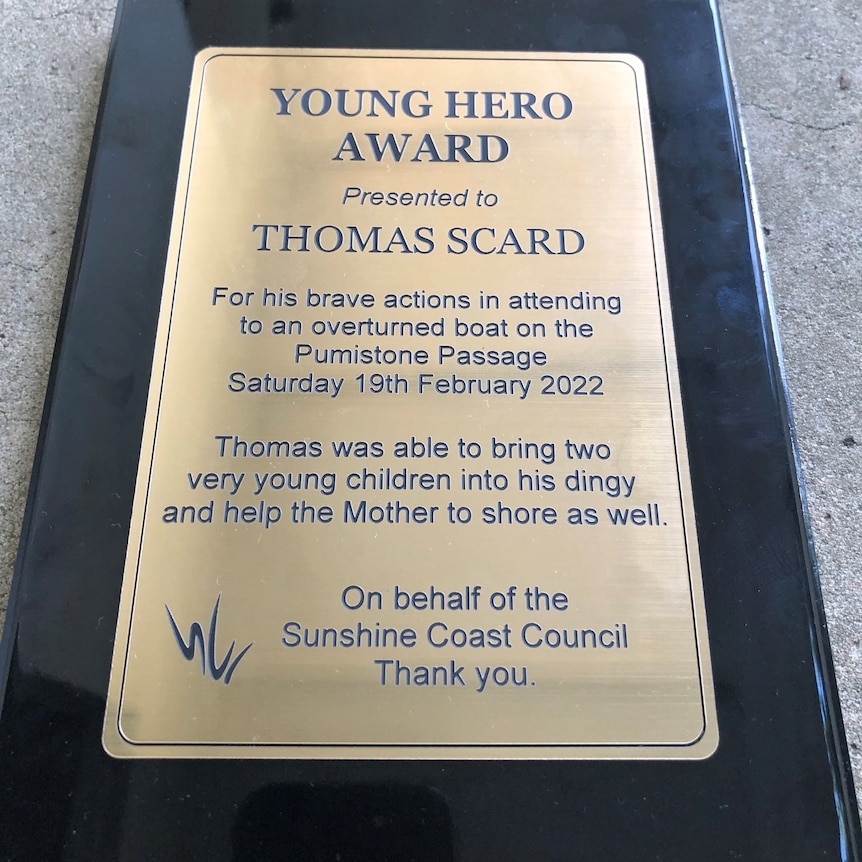 YOUNG HERO
AWARD
Presented to
THOMAS SCARD
For his brave actions in attending
to an overturned boat on the
Pumistone Passage
Saturday 19th February 2022
Thomas was able to bring two
very young children into his dingy
and help the Mother to shore as well.
On behalf of the
Sunshine Coast Council
Thank you.